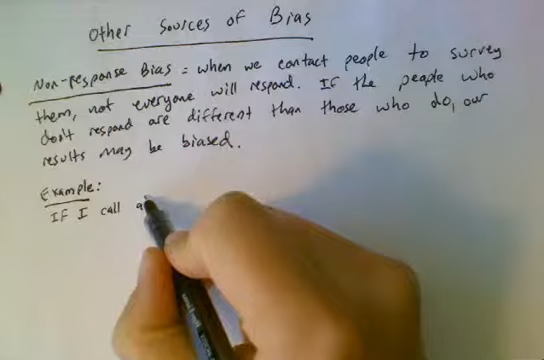 Other Sources of Bias
Non-response Bias = when we contact people to survey
them, not everyone will respond. If the people who
don't respond are different than those who do, our
results may be biased.
Example:
If I call